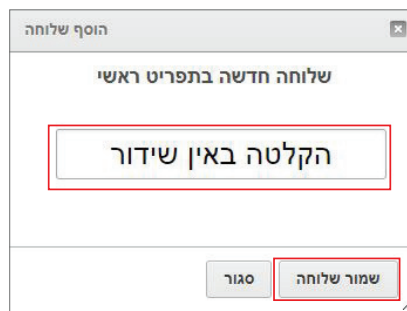 הוסף שלוחה
שלוחה חדשה בתפריט ראשי
הקלטה באין שידור
שמור שלוחה
סגור